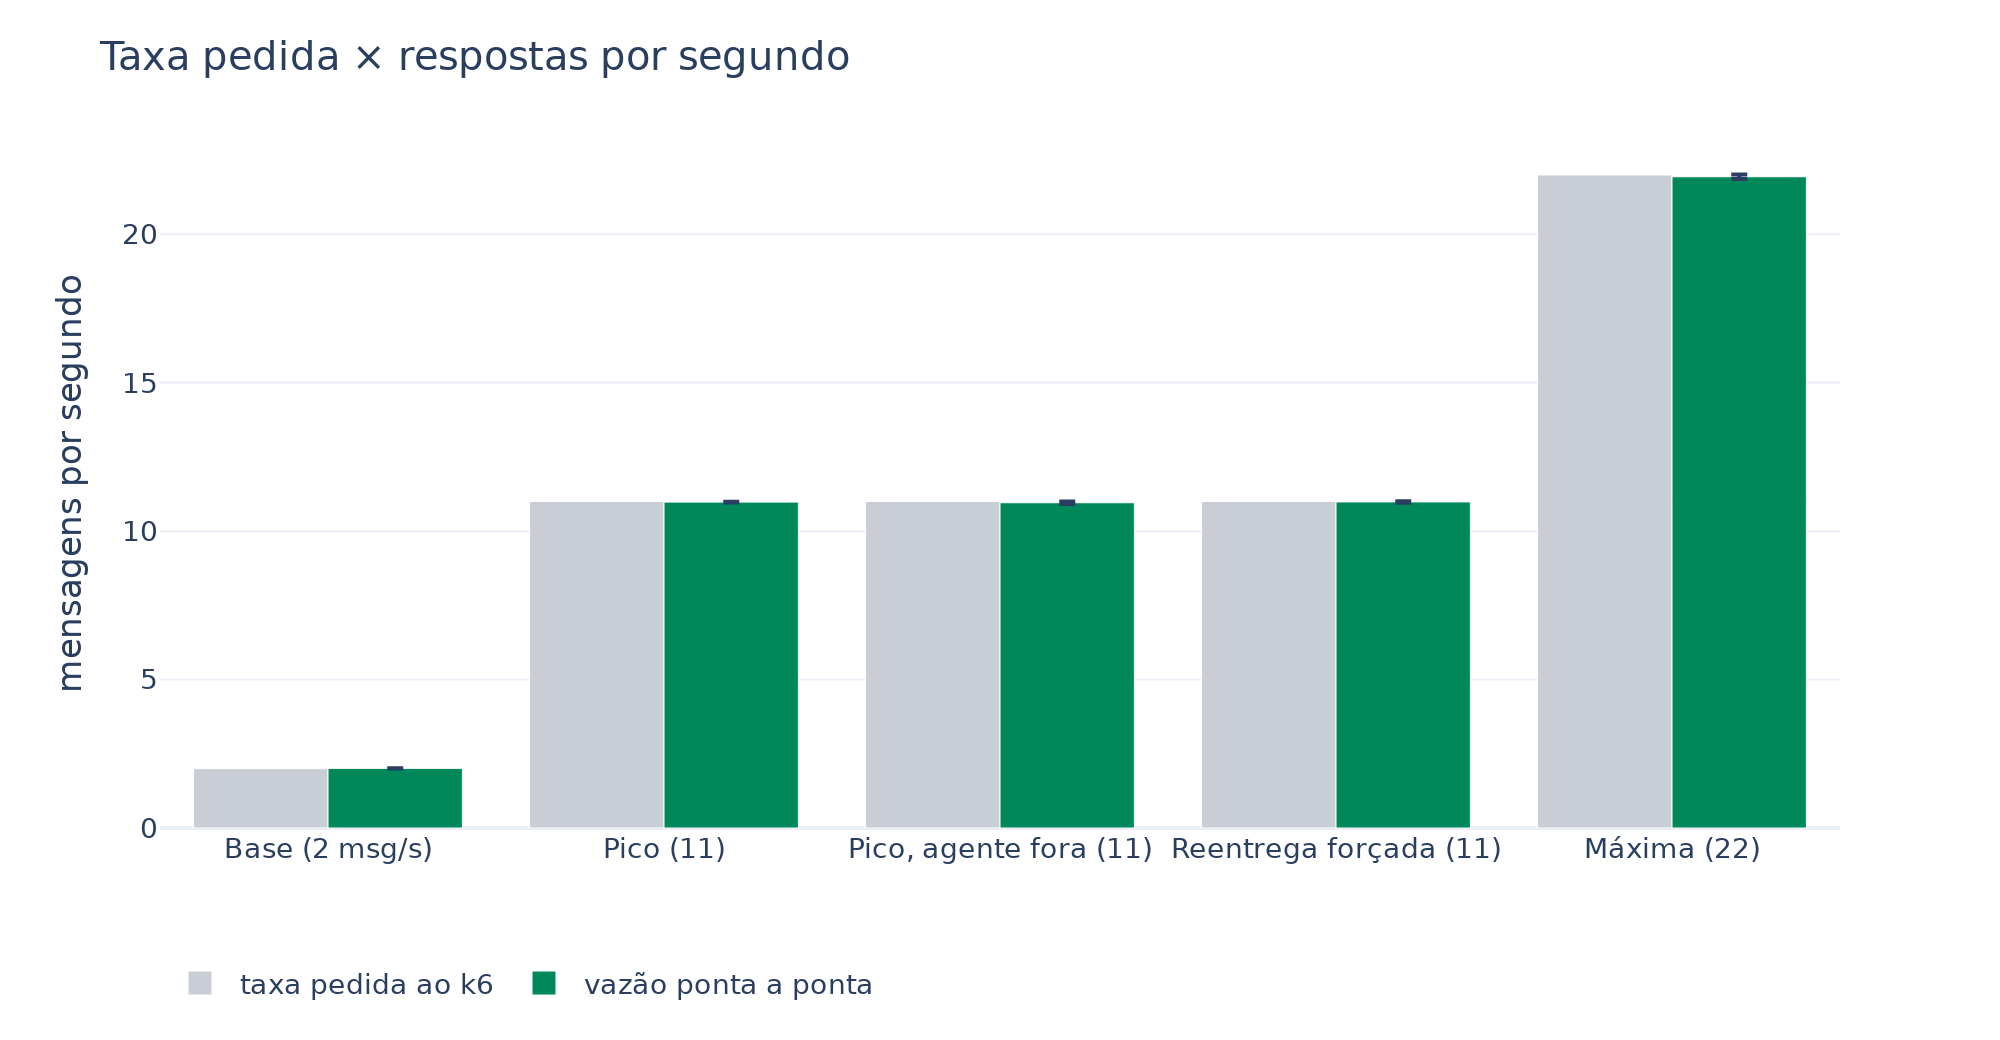 Taxa pedida × respostas por segundo
mensagens por segundo
20
15
10
5
0
Base (2 msg/s)
Pico (11)
Pico, agente fora (11)
Reentrega forçada (11)
Máxima (22)
taxa pedida ao k6
vazão ponta a ponta